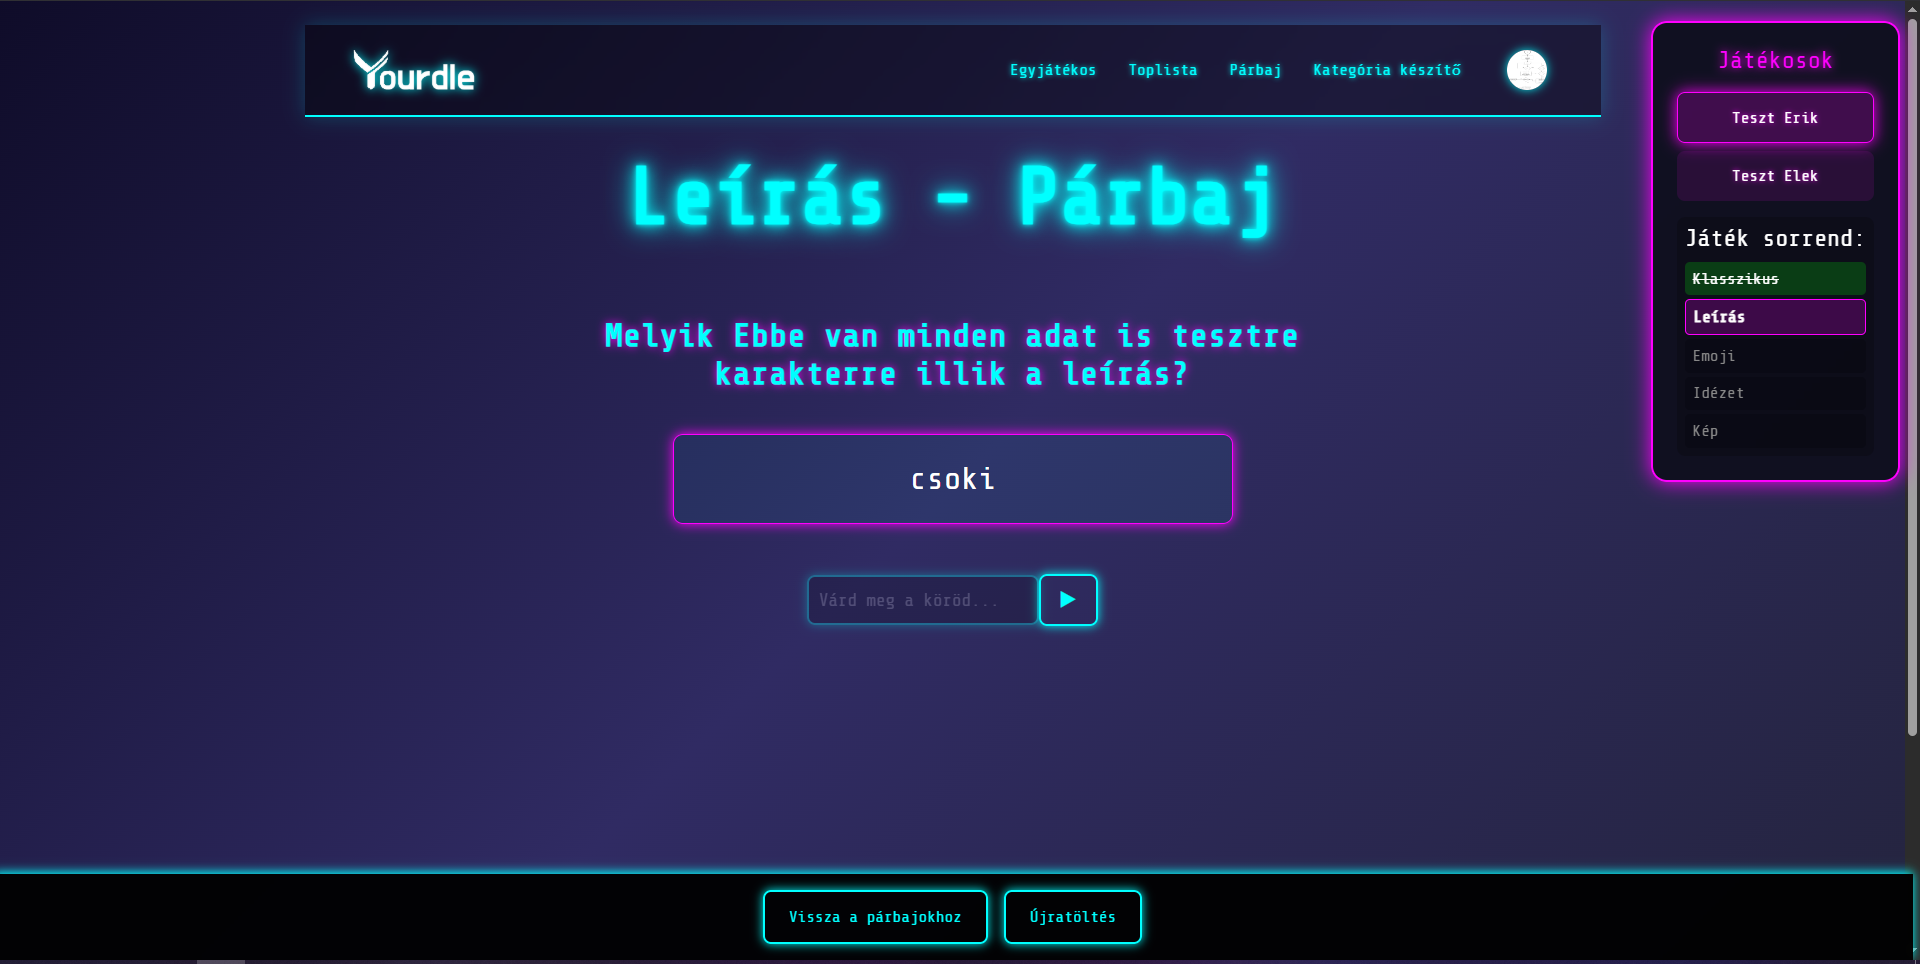 Yourdle
Egyjátékos
Toplista
Párbaj
Kategória készítő
Leírás - Párbaj
Melyik Ebbe van minden adat is tesztre
karakterre illik a leírás?
csoki
Várd meg a köröd...
Játékosok
Teszt Erik
Teszt Elek
Játék sorrend:
Klasszikus
Leírás
Emoji
Idézet
Kép
Vissza a párbajokhoz
Újratöltés